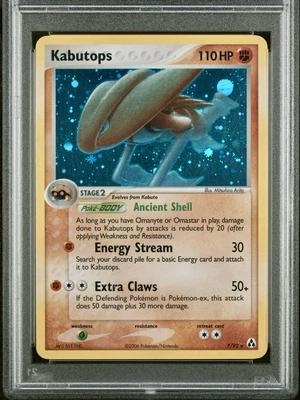 Kabutops 110 HP
Illus. Mitsuhiro Arita
STAGE 2 Evolves from Kabuto
Poké-BODY Ancient Shell
As long as you have Omanyte or Omastar in play, damage
done to Kabutops by attacks is reduced by 20 (after
applying Weakness and Resistance).
Energy Stream 30
Search your discard pile for a basic Energy card and attach
it to Kabutops.
Extra Claws 50+
If the Defending Pokémon is Pokémon-ex, this attack
does 50 damage plus 30 more damage.
weakness resistance retreat cost
©2006 Pokémon/Nintendo 7/92